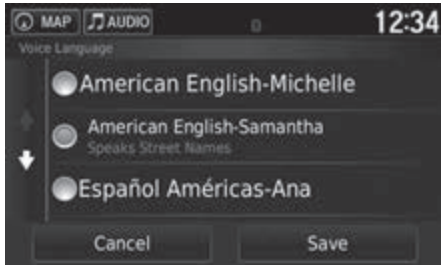 MAP AUDIO 12:34
Voice Language
American English-Michelle
American English-Samantha
Speaks Street Names
Español Américas-Ana
Cancel Save